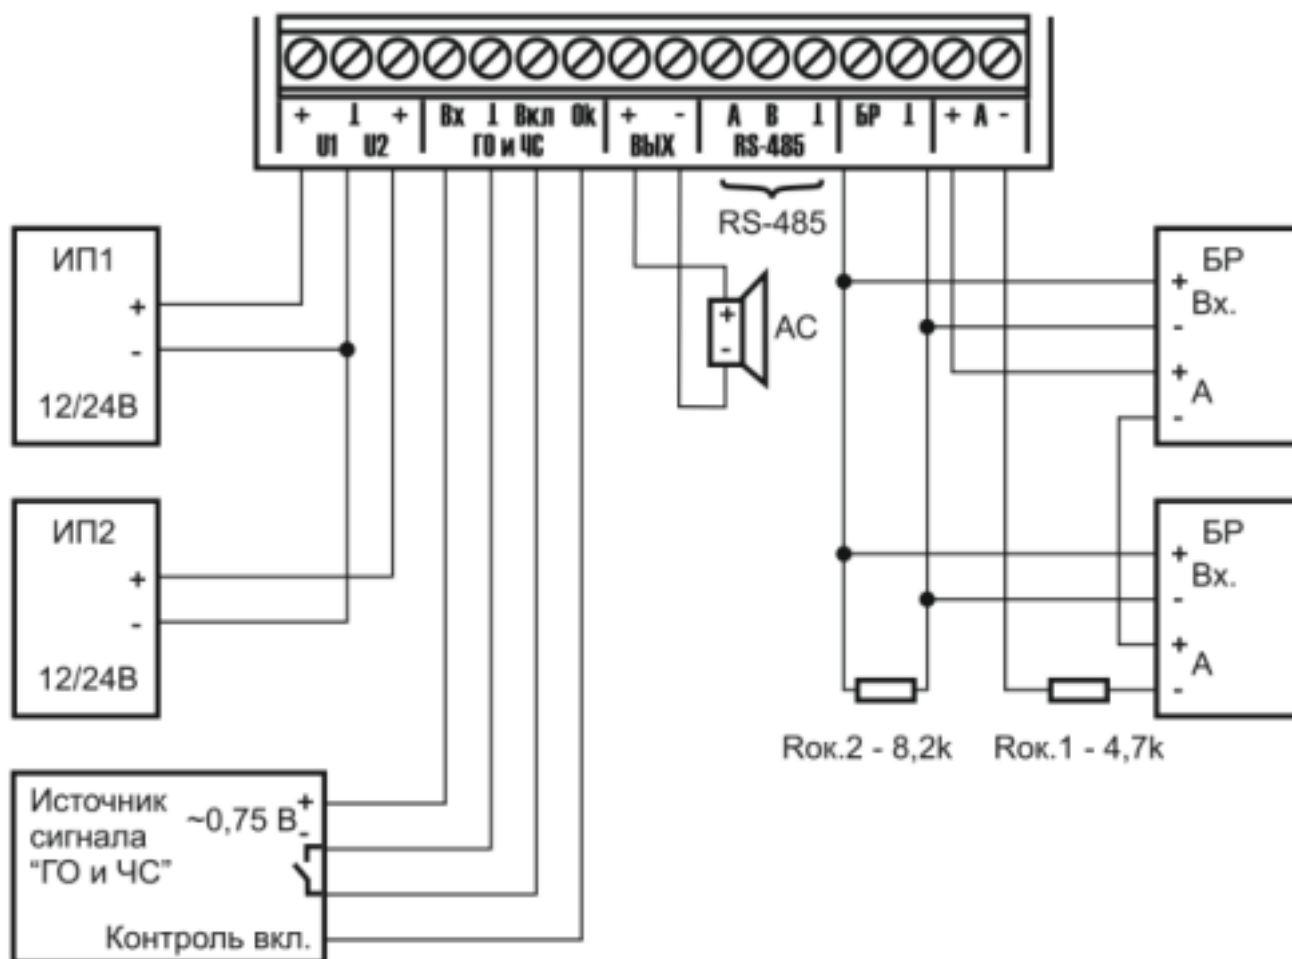 + ⊥ + Вх ⊥ Вкл Ok + - A B ⊥ БР ⊥ + А -
U1 U2 ГО и ЧС ВЫХ RS-485
RS-485
ИП1
+
-
12/24В
+
-
АС
БР
+
Вх.
-
+
А
-
ИП2
+
-
12/24В
БР
+
Вх.
-
+
А
-
Rок.2 - 8,2k Rок.1 - 4,7k
Источник +
~0,75 В
сигнала -
“ГО и ЧС”
Контроль вкл.